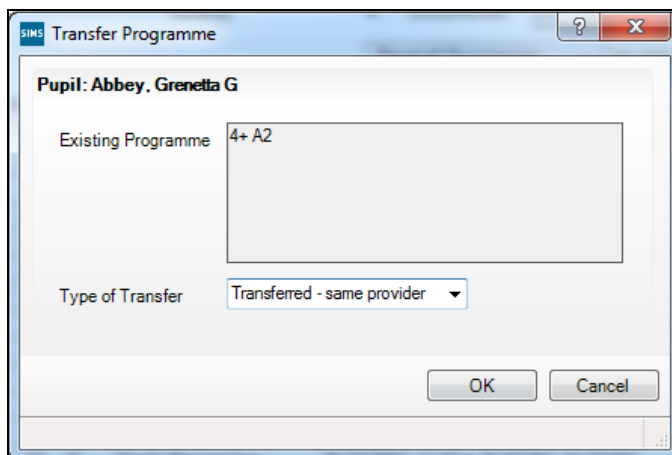 SIMS Transfer Programme
Pupil: Abbey, Grenetta G
Existing Programme 4+ A2
Type of Transfer Transferred - same provider
OK Cancel